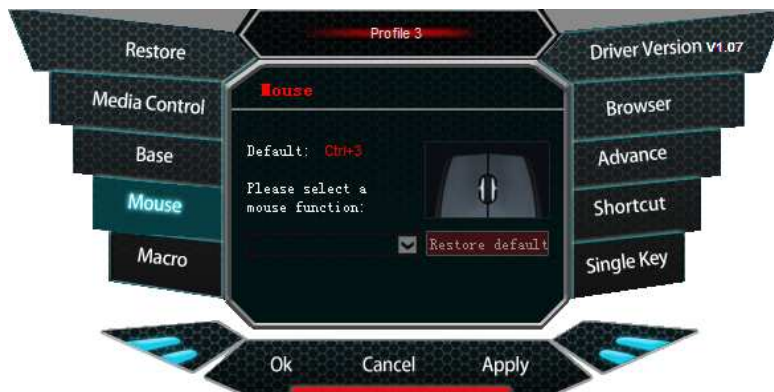 Profile 3
Restore
Media Control
Base
Mouse
Macro
Mouse
Default: Ctrl+3
Please select a
mouse function:
Restore default
Driver Version V1.07
Browser
Advance
Shortcut
Single Key
Ok Cancel Apply